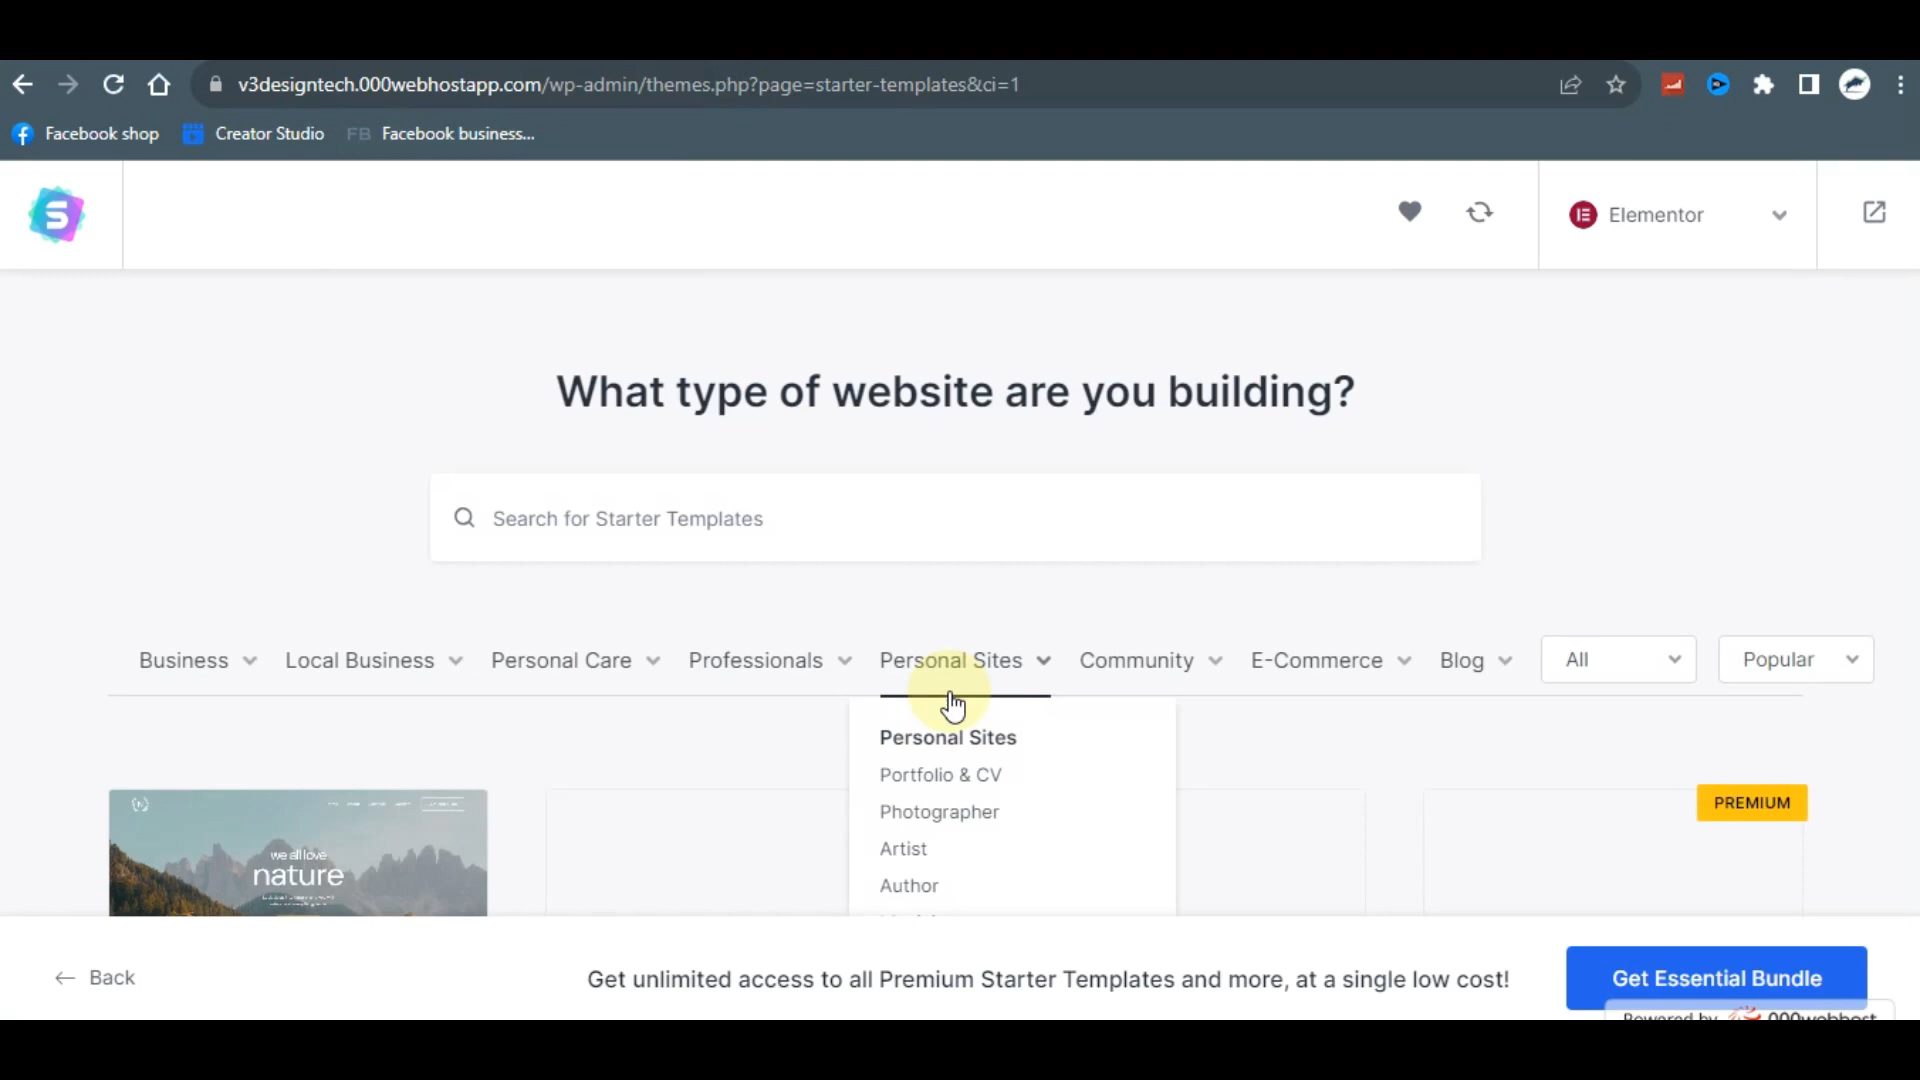 v3designtech.000webhostapp.com/wp-admin/themes.php?page=starter-templates&ci=1
Facebook shop
Creator Studio
FB Facebook business...
S
Elementor
What type of website are you building?
Search for Starter Templates
Business
Local Business
Personal Care
Professionals
Personal Sites
Community
E-Commerce
Blog
All
Popular
Personal Sites
Portfolio & CV
Photographer
Artist
Author
PREMIUM
we all love
nature
Back
Get unlimited access to all Premium Starter Templates and more, at a single low cost!
Get Essential Bundle
Powered by 000webhost